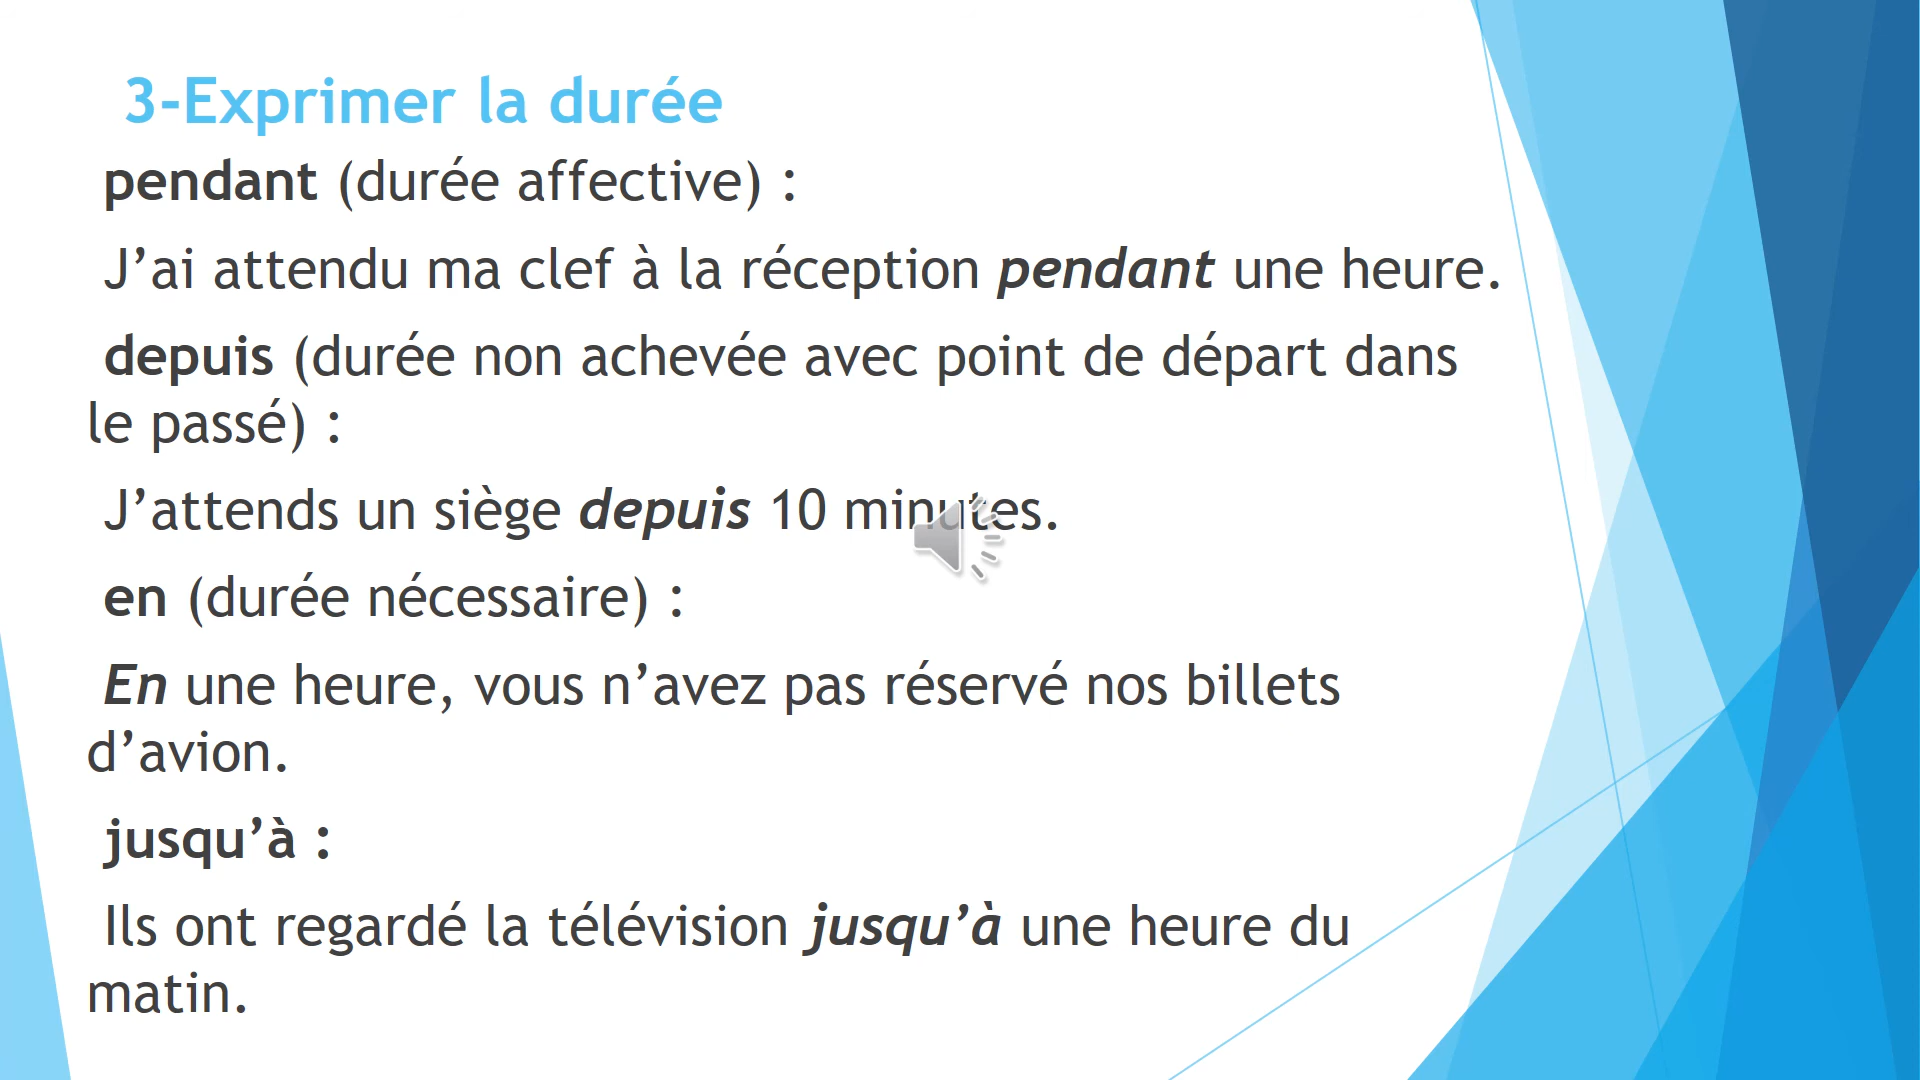 3-Exprimer la durée
pendant (durée affective) :
J’ai attendu ma clef à la réception pendant une heure.
depuis (durée non achevée avec point de départ dans
le passé) :
J’attends un siège depuis 10 minutes.
en (durée nécessaire) :
En une heure, vous n’avez pas réservé nos billets
d’avion.
jusqu’à :
Ils ont regardé la télévision jusqu’à une heure du
matin.